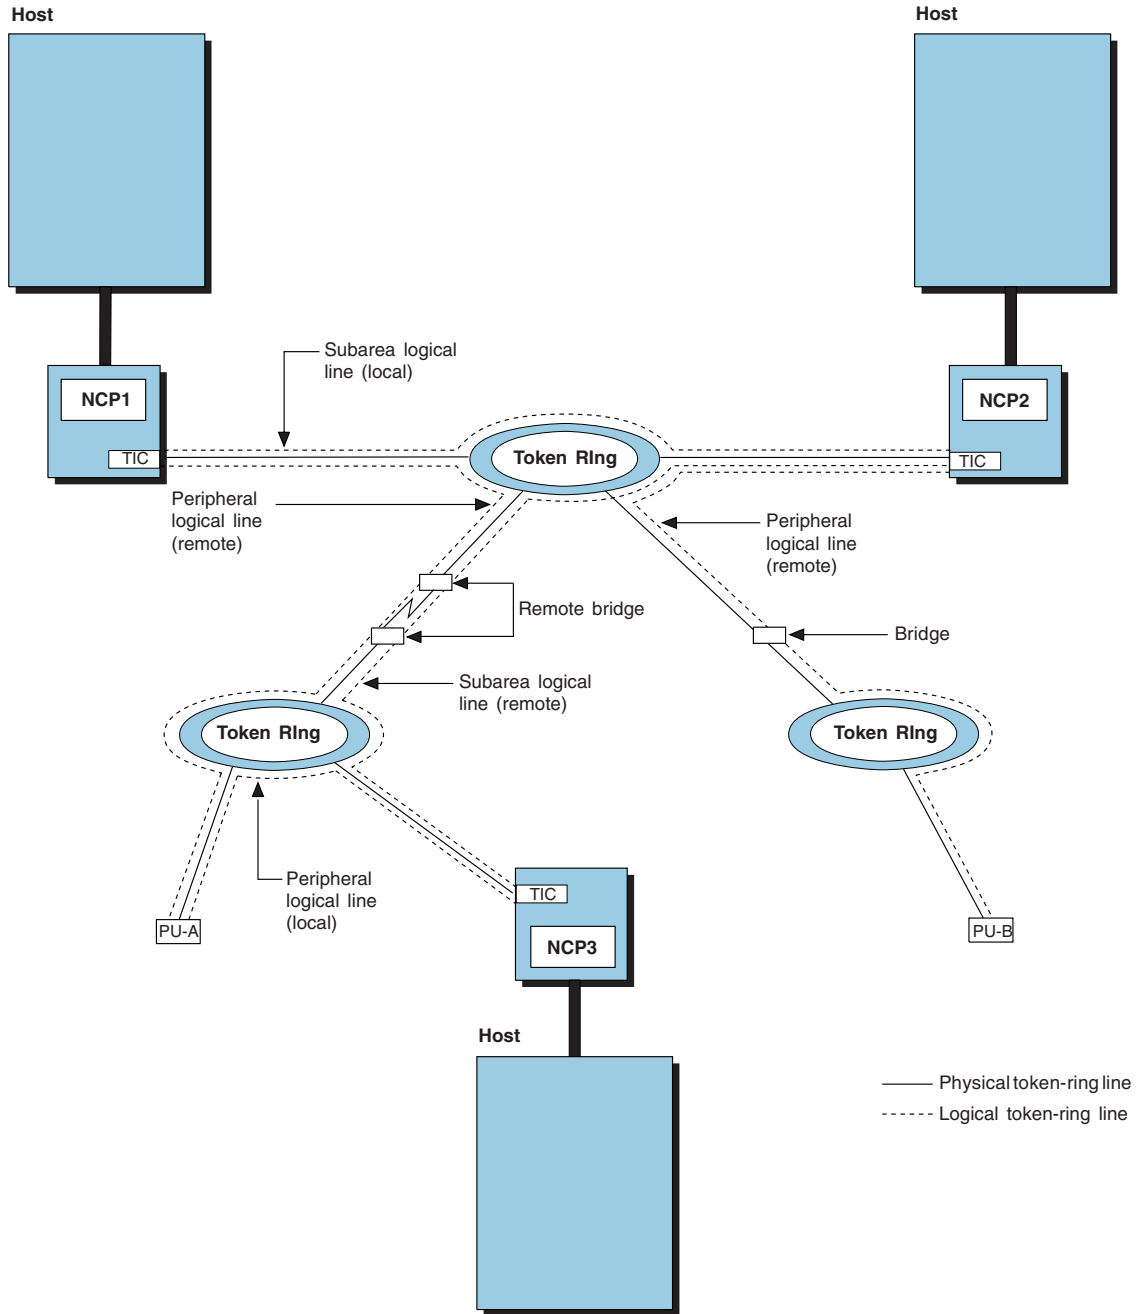 Host
Host
Subarea logical
line (local)
NCP1
NCP2
TIC
Token RIng
TIC
Peripheral
logical line
(remote)
Peripheral
logical line
(remote)
Remote bridge
Bridge
Subarea logical
line (remote)
Token RIng
Token RIng
Peripheral
logical line
(local)
TIC
PU-A
PU-B
NCP3
Host
Physical token-ring line
Logical token-ring line